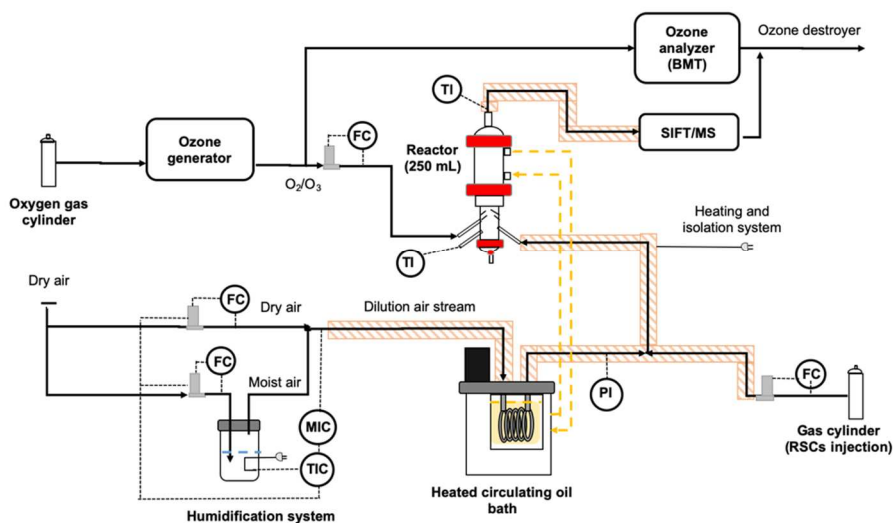 Ozone
analyzer
(BMT)
Ozone destroyer
TI
Ozone
generator
FC
Reactor
(250 mL)
SIFT/MS
O₂/O₃
Oxygen gas
cylinder
Heating and
isolation system
TI
Dry air
FC
Dry air
Dilution air stream
FC
Moist air
PI
FC
MIC
TIC
Gas cylinder
(RSCs injection)
Heated circulating oil
bath
Humidification system